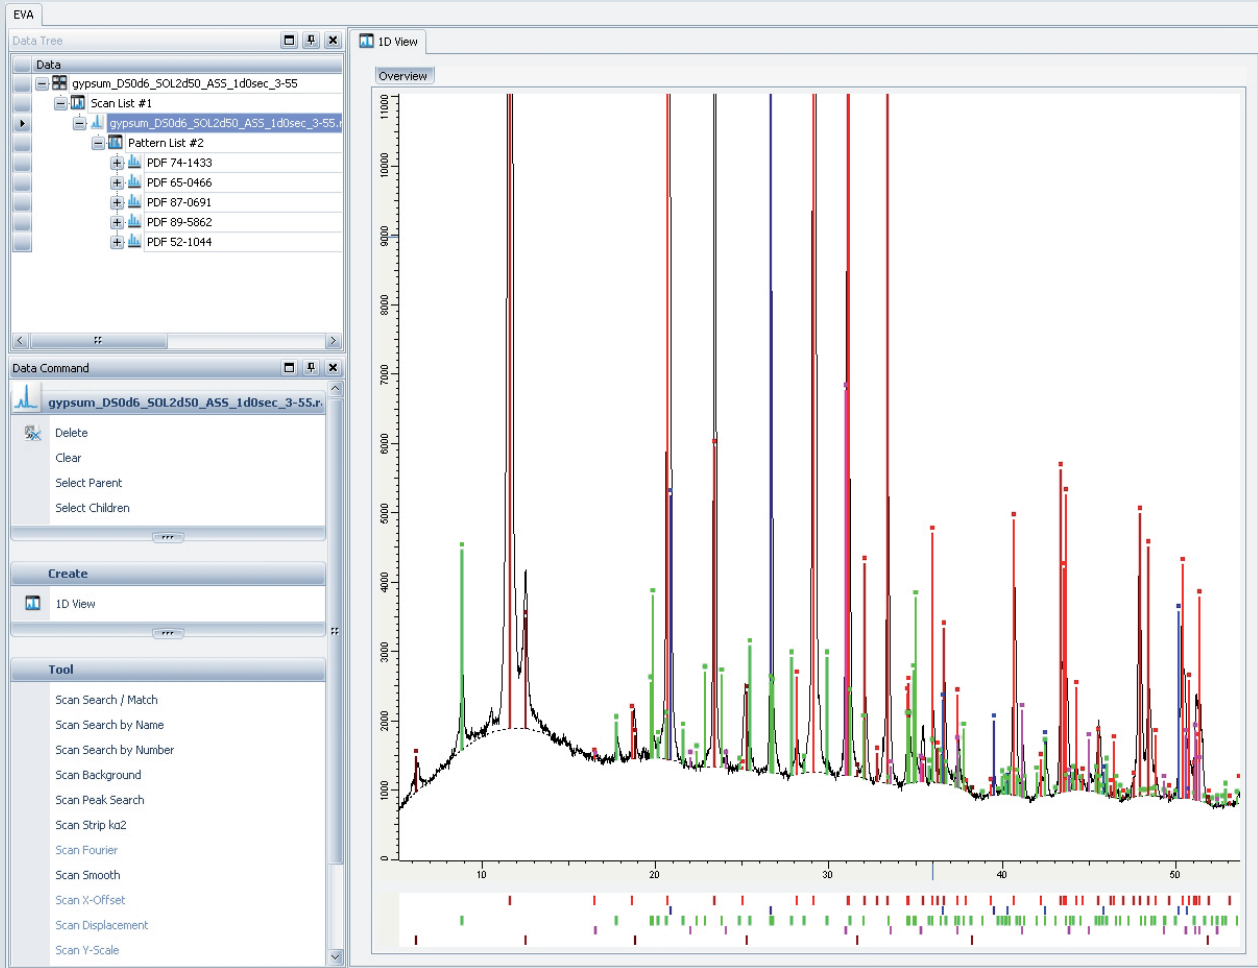 EVA
Data Tree
Data
gypsum_DS0d6_SOL2d50_ASS_1d0sec_3-55
Scan List #1
gypsum_DS0d6_SOL2d50_ASS_1d0sec_3-55.r
Pattern List #2
PDF 74-1433
PDF 65-0466
PDF 87-0691
PDF 89-5862
PDF 52-1044
Data Command
gypsum_DS0d6_SOL2d50_ASS_1d0sec_3-55.r
Delete
Clear
Select Parent
Select Children
Create
1D View
Tool
Scan Search / Match
Scan Search by Name
Scan Search by Number
Scan Background
Scan Peak Search
Scan Strip kα2
Scan Fourier
Scan Smooth
Scan X-Offset
Scan Displacement
Scan Y-Scale
1D View
Overview
11000
10000
9000
8000
7000
6000
5000
4000
3000
2000
1000
0
10 20 30 40 50